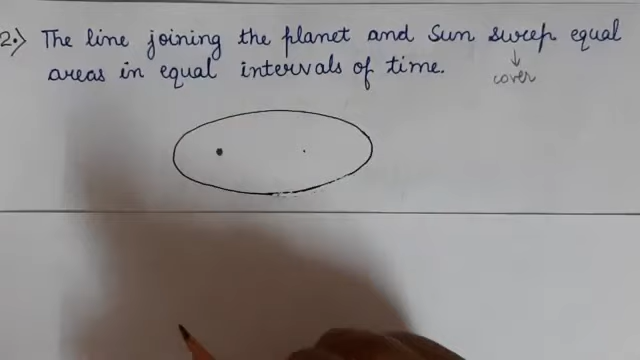 2.) The line joining the planet and Sun sweep equal
areas in equal intervals of time.
↓
cover